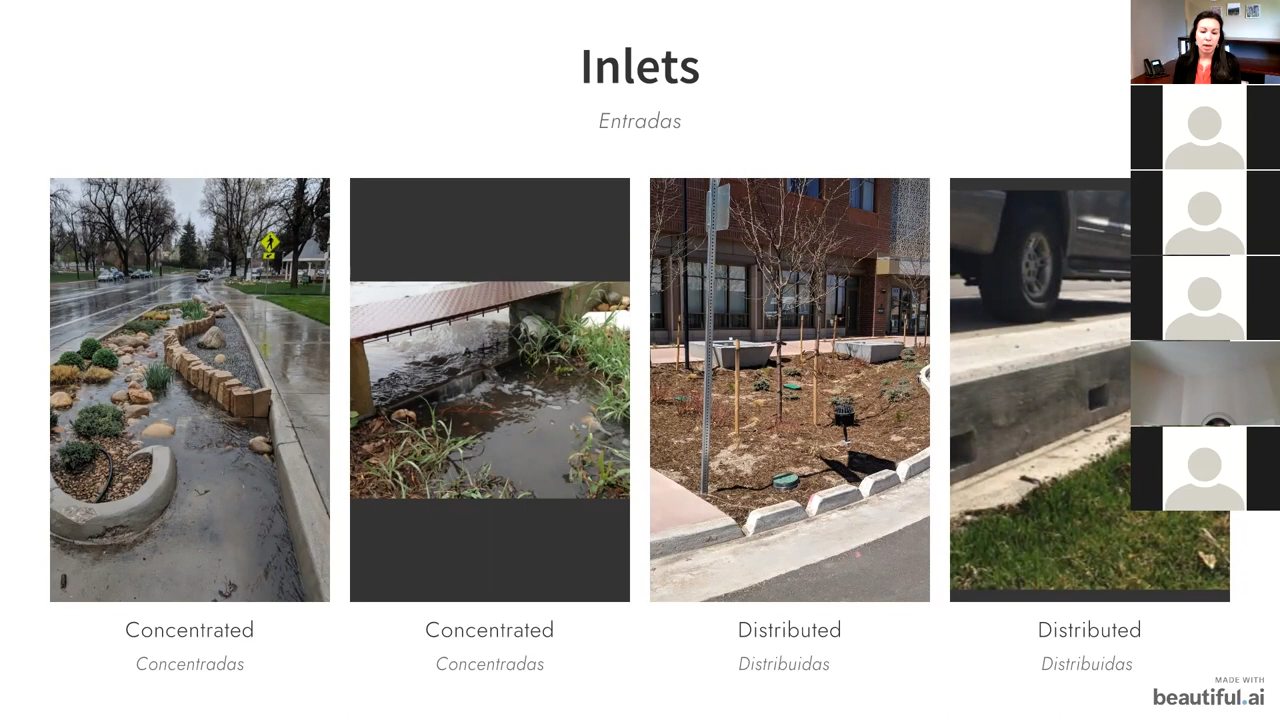 Inlets
Entradas
Concentrated
Concentradas
Concentrated
Concentradas
Distributed
Distribuidas
Distributed
Distribuidas
MADE WITH
beautiful.ai